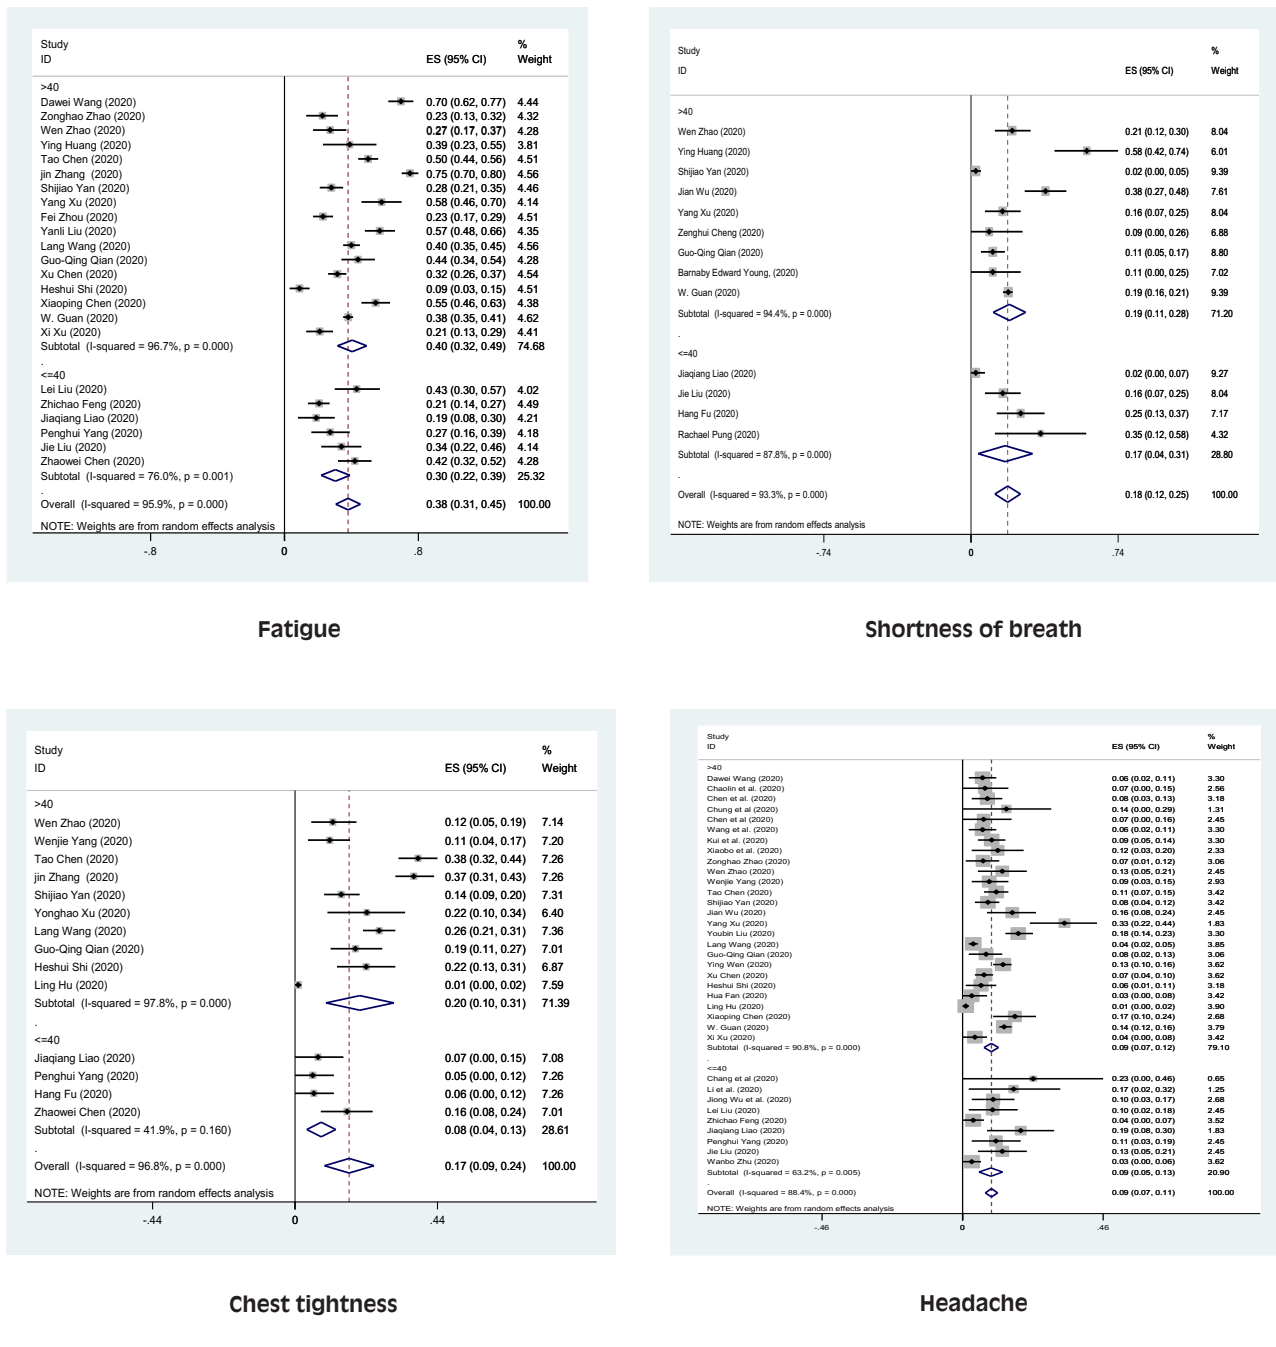 Study %
ID ES (95% CI) Weight
>40
Dawei Wang (2020) 0.70 (0.62, 0.77) 4.44
Zonghao Zhao (2020) 0.23 (0.13, 0.32) 4.32
Wen Zhao (2020) 0.27 (0.17, 0.37) 4.28
Ying Huang (2020) 0.39 (0.23, 0.55) 3.81
Tao Chen (2020) 0.50 (0.44, 0.56) 4.51
jin Zhang (2020) 0.75 (0.70, 0.80) 4.56
Shijiao Yan (2020) 0.28 (0.21, 0.35) 4.46
Yang Xu (2020) 0.58 (0.46, 0.70) 4.14
Fei Zhou (2020) 0.23 (0.17, 0.29) 4.51
Yanli Liu (2020) 0.57 (0.48, 0.66) 4.35
Lang Wang (2020) 0.40 (0.35, 0.45) 4.56
Guo-Qing Qian (2020) 0.44 (0.34, 0.54) 4.28
Xu Chen (2020) 0.32 (0.26, 0.37) 4.54
Heshui Shi (2020) 0.09 (0.03, 0.15) 4.51
Xiaoping Chen (2020) 0.55 (0.46, 0.63) 4.38
W. Guan (2020) 0.38 (0.35, 0.41) 4.62
Xi Xu (2020) 0.21 (0.13, 0.29) 4.41
Subtotal (I-squared = 96.7%, p = 0.000) 0.40 (0.32, 0.49) 74.68
.
<=40
Lei Liu (2020) 0.43 (0.30, 0.57) 4.02
Zhichao Feng (2020) 0.21 (0.14, 0.27) 4.49
Jiaqiang Liao (2020) 0.19 (0.08, 0.30) 4.21
Penghui Yang (2020) 0.27 (0.16, 0.39) 4.18
Jie Liu (2020) 0.34 (0.22, 0.46) 4.14
Zhaowei Chen (2020) 0.42 (0.32, 0.52) 4.28
Subtotal (I-squared = 76.0%, p = 0.001) 0.30 (0.22, 0.39) 25.32
.
Overall (I-squared = 95.9%, p = 0.000) 0.38 (0.31, 0.45) 100.00
NOTE: Weights are from random effects analysis
-.8 0 .8
Fatigue
Study %
ID ES (95% CI) Weight
>40
Wen Zhao (2020) 0.21 (0.12, 0.30) 8.04
Ying Huang (2020) 0.58 (0.42, 0.74) 6.01
Shijiao Yan (2020) 0.02 (0.00, 0.05) 9.39
Jian Wu (2020) 0.38 (0.27, 0.48) 7.61
Yang Xu (2020) 0.16 (0.07, 0.25) 8.04
Zenghui Cheng (2020) 0.09 (0.00, 0.26) 6.88
Guo-Qing Qian (2020) 0.11 (0.05, 0.17) 8.80
Barnaby Edward Young, (2020) 0.11 (0.00, 0.25) 7.02
W. Guan (2020) 0.19 (0.16, 0.21) 9.39
Subtotal (I-squared = 94.4%, p = 0.000) 0.19 (0.11, 0.28) 71.20
.
<=40
Jiaqiang Liao (2020) 0.02 (0.00, 0.07) 9.27
Jie Liu (2020) 0.16 (0.07, 0.25) 8.04
Hang Fu (2020) 0.25 (0.13, 0.37) 7.17
Rachael Pung (2020) 0.35 (0.12, 0.58) 4.32
Subtotal (I-squared = 87.8%, p = 0.000) 0.17 (0.04, 0.31) 28.80
.
Overall (I-squared = 93.3%, p = 0.000) 0.18 (0.12, 0.25) 100.00
NOTE: Weights are from random effects analysis
-.74 0 .74
Shortness of breath
Study %
ID ES (95% CI) Weight
>40
Wen Zhao (2020) 0.12 (0.05, 0.19) 7.14
Wenjie Yang (2020) 0.11 (0.04, 0.17) 7.20
Tao Chen (2020) 0.38 (0.32, 0.44) 7.26
jin Zhang (2020) 0.37 (0.31, 0.43) 7.26
Shijiao Yan (2020) 0.14 (0.09, 0.20) 7.31
Yonghao Xu (2020) 0.22 (0.10, 0.34) 6.40
Lang Wang (2020) 0.26 (0.21, 0.31) 7.36
Guo-Qing Qian (2020) 0.19 (0.11, 0.27) 7.01
Heshui Shi (2020) 0.22 (0.13, 0.31) 6.87
Ling Hu (2020) 0.01 (0.00, 0.02) 7.59
Subtotal (I-squared = 97.8%, p = 0.000) 0.20 (0.10, 0.31) 71.39
.
<=40
Jiaqiang Liao (2020) 0.07 (0.00, 0.15) 7.08
Penghui Yang (2020) 0.05 (0.00, 0.12) 7.26
Hang Fu (2020) 0.06 (0.00, 0.12) 7.26
Zhaowei Chen (2020) 0.16 (0.08, 0.24) 7.01
Subtotal (I-squared = 41.9%, p = 0.160) 0.08 (0.04, 0.13) 28.61
.
Overall (I-squared = 96.8%, p = 0.000) 0.17 (0.09, 0.24) 100.00
NOTE: Weights are from random effects analysis
-.44 0 .44
Chest tightness
Study %
ID ES (95% CI) Weight
>40
Dawei Wang (2020) 0.06 (0.02, 0.11) 3.30
Chaolin et al. (2020) 0.07 (0.00, 0.15) 2.56
Chen et al. (2020) 0.08 (0.03, 0.13) 3.18
Chung et al (2020) 0.14 (0.00, 0.29) 1.31
Chen et al. (2020) 0.07 (0.00, 0.16) 2.45
Wang et al. (2020) 0.06 (0.02, 0.11) 3.30
Kui et al. (2020) 0.09 (0.05, 0.14) 3.30
Xiaobo et al. (2020) 0.12 (0.03, 0.20) 2.33
Zonghao Zhao (2020) 0.07 (0.01, 0.12) 3.06
Wen Zhao (2020) 0.13 (0.05, 0.21) 2.45
Wenjie Yang (2020) 0.09 (0.03, 0.15) 2.93
Tao Chen (2020) 0.11 (0.07, 0.15) 3.42
Shijiao Yan (2020) 0.08 (0.04, 0.12) 3.42
Jian Wu (2020) 0.16 (0.08, 0.24) 2.45
Yang Xu (2020) 0.33 (0.22, 0.44) 1.83
Youbin Liu (2020) 0.18 (0.14, 0.23) 3.30
Lang Wang (2020) 0.04 (0.02, 0.05) 3.85
Guo-Qing Qian (2020) 0.08 (0.02, 0.13) 3.06
Ying Wen (2020) 0.13 (0.10, 0.16) 3.62
Xu Chen (2020) 0.07 (0.04, 0.10) 3.62
Heshui Shi (2020) 0.06 (0.01, 0.11) 3.18
Hua Fan (2020) 0.03 (0.00, 0.08) 3.42
Ling Hu (2020) 0.01 (0.00, 0.02) 3.90
Xiaoping Chen (2020) 0.17 (0.10, 0.24) 2.68
W. Guan (2020) 0.14 (0.12, 0.16) 3.79
Xi Xu (2020) 0.04 (0.00, 0.08) 3.42
Subtotal (I-squared = 90.8%, p = 0.000) 0.09 (0.07, 0.12) 79.10
.
<=40
Chang et al (2020) 0.23 (0.00, 0.46) 0.65
Li et al. (2020) 0.17 (0.02, 0.32) 1.25
Jiong Wu et al. (2020) 0.10 (0.03, 0.17) 2.68
Lei Liu (2020) 0.10 (0.02, 0.18) 2.45
Zhichao Feng (2020) 0.04 (0.00, 0.07) 3.52
Jiaqiang Liao (2020) 0.19 (0.08, 0.30) 1.83
Penghui Yang (2020) 0.11 (0.03, 0.19) 2.45
Jie Liu (2020) 0.13 (0.05, 0.21) 2.45
Wanbo Zhu (2020) 0.03 (0.00, 0.06) 3.62
Subtotal (I-squared = 63.2%, p = 0.005) 0.09 (0.05, 0.13) 20.90
.
Overall (I-squared = 88.4%, p = 0.000) 0.09 (0.07, 0.11) 100.00
NOTE: Weights are from random effects analysis
-.46 0 .46
Headache